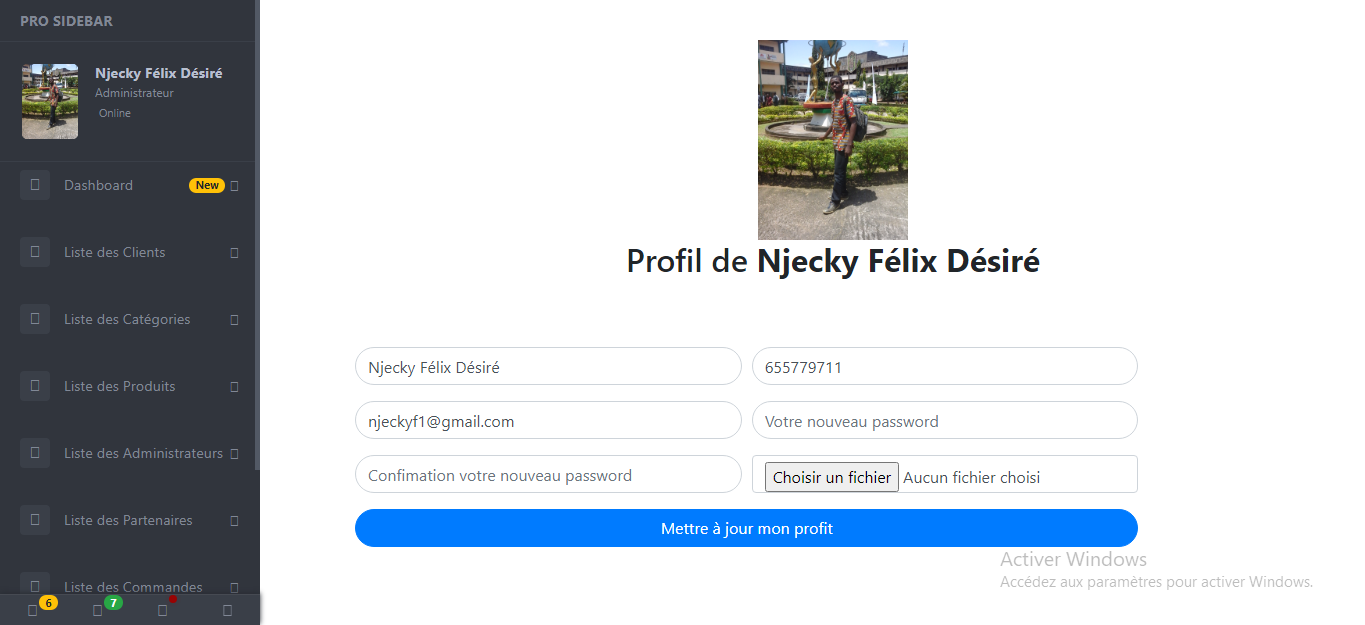 PRO SIDEBAR
Njecky Félix Désiré
Administrateur
Online
Dashboard New
Liste des Clients
Liste des Catégories
Liste des Produits
Liste des Administrateurs
Liste des Partenaires
Liste des Commandes
6 7
Profil de Njecky Félix Désiré
Njecky Félix Désiré 655779711
njeckyf1@gmail.com Votre nouveau password
Confimation votre nouveau password Choisir un fichier Aucun fichier choisi
Mettre à jour mon profit
Activer Windows
Accédez aux paramètres pour activer Windows.